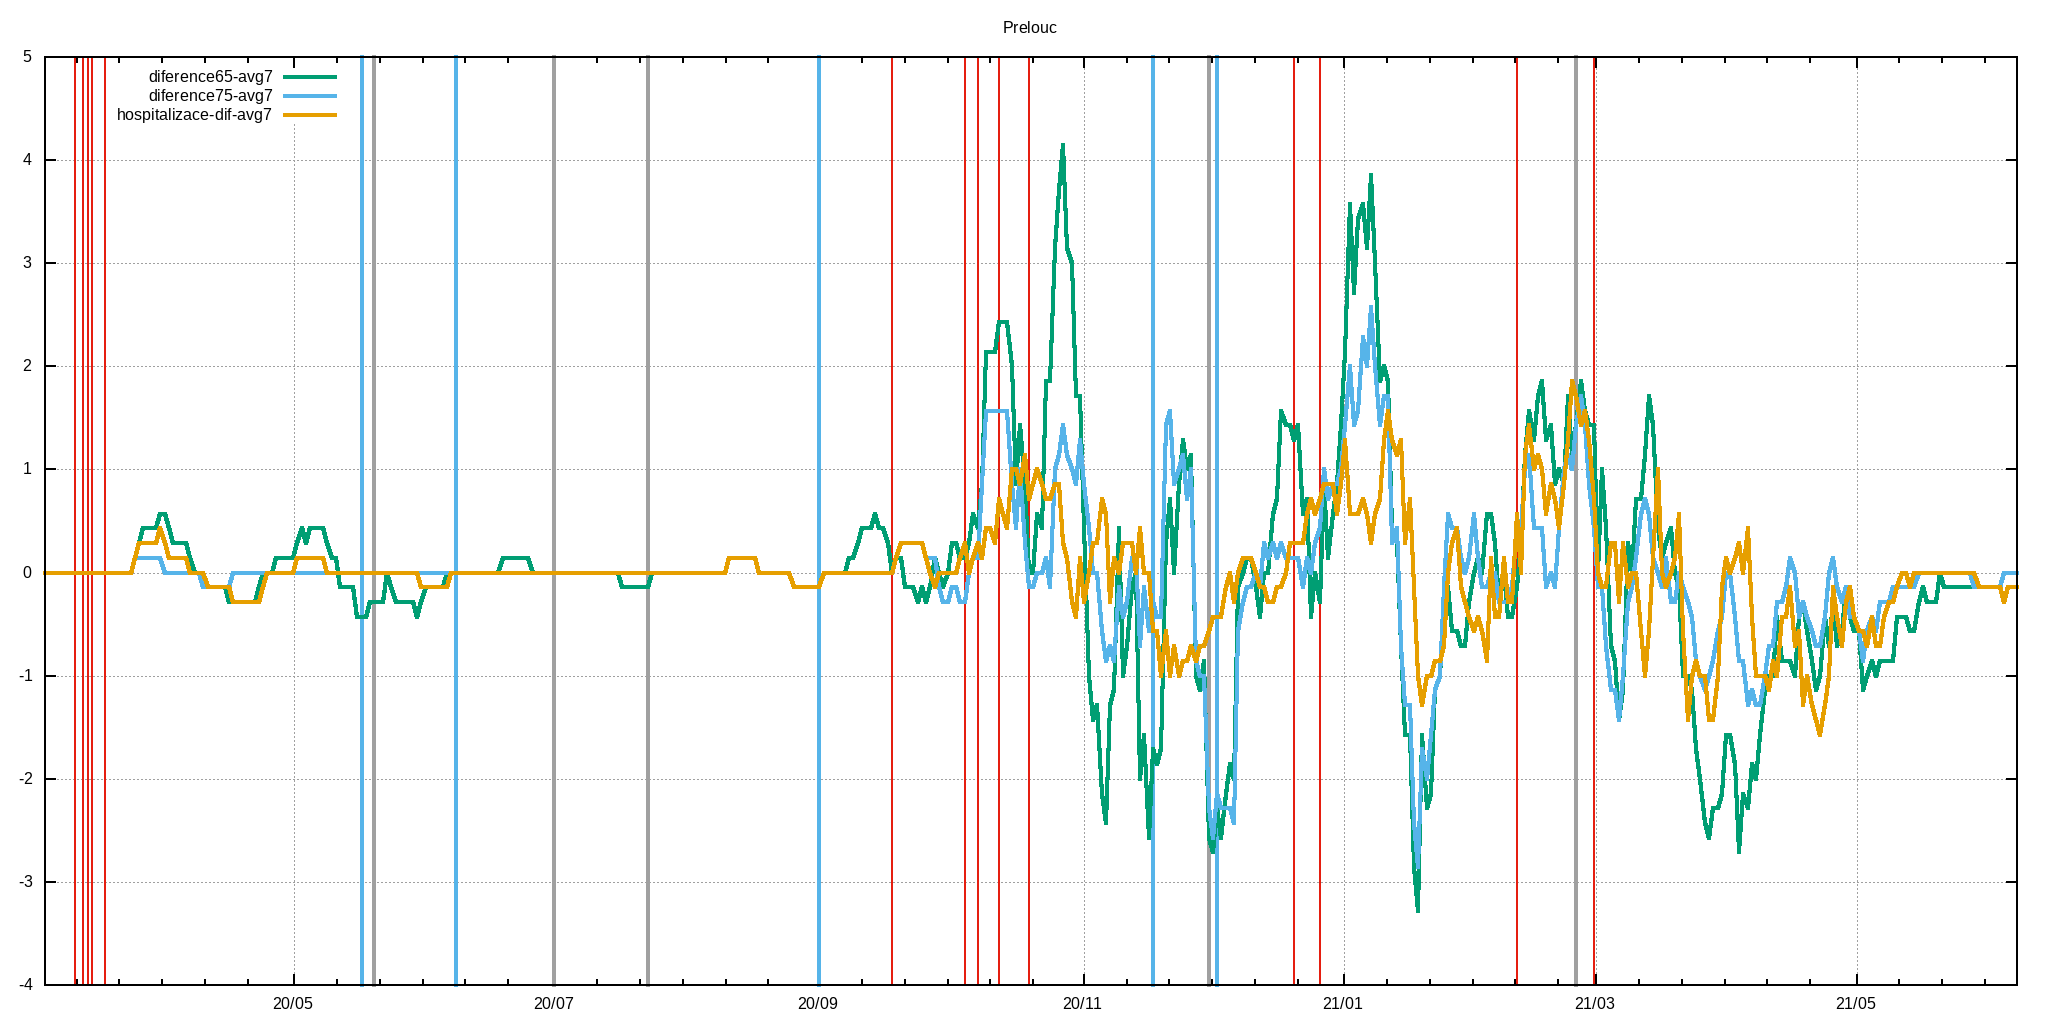 Prelouc
5
diference65-avg7
diference75-avg7
hospitalizace-dif-avg7
4
3
2
1
0
-1
-2
-3
-4
20/05 20/07 20/09 20/11 21/01 21/03 21/05